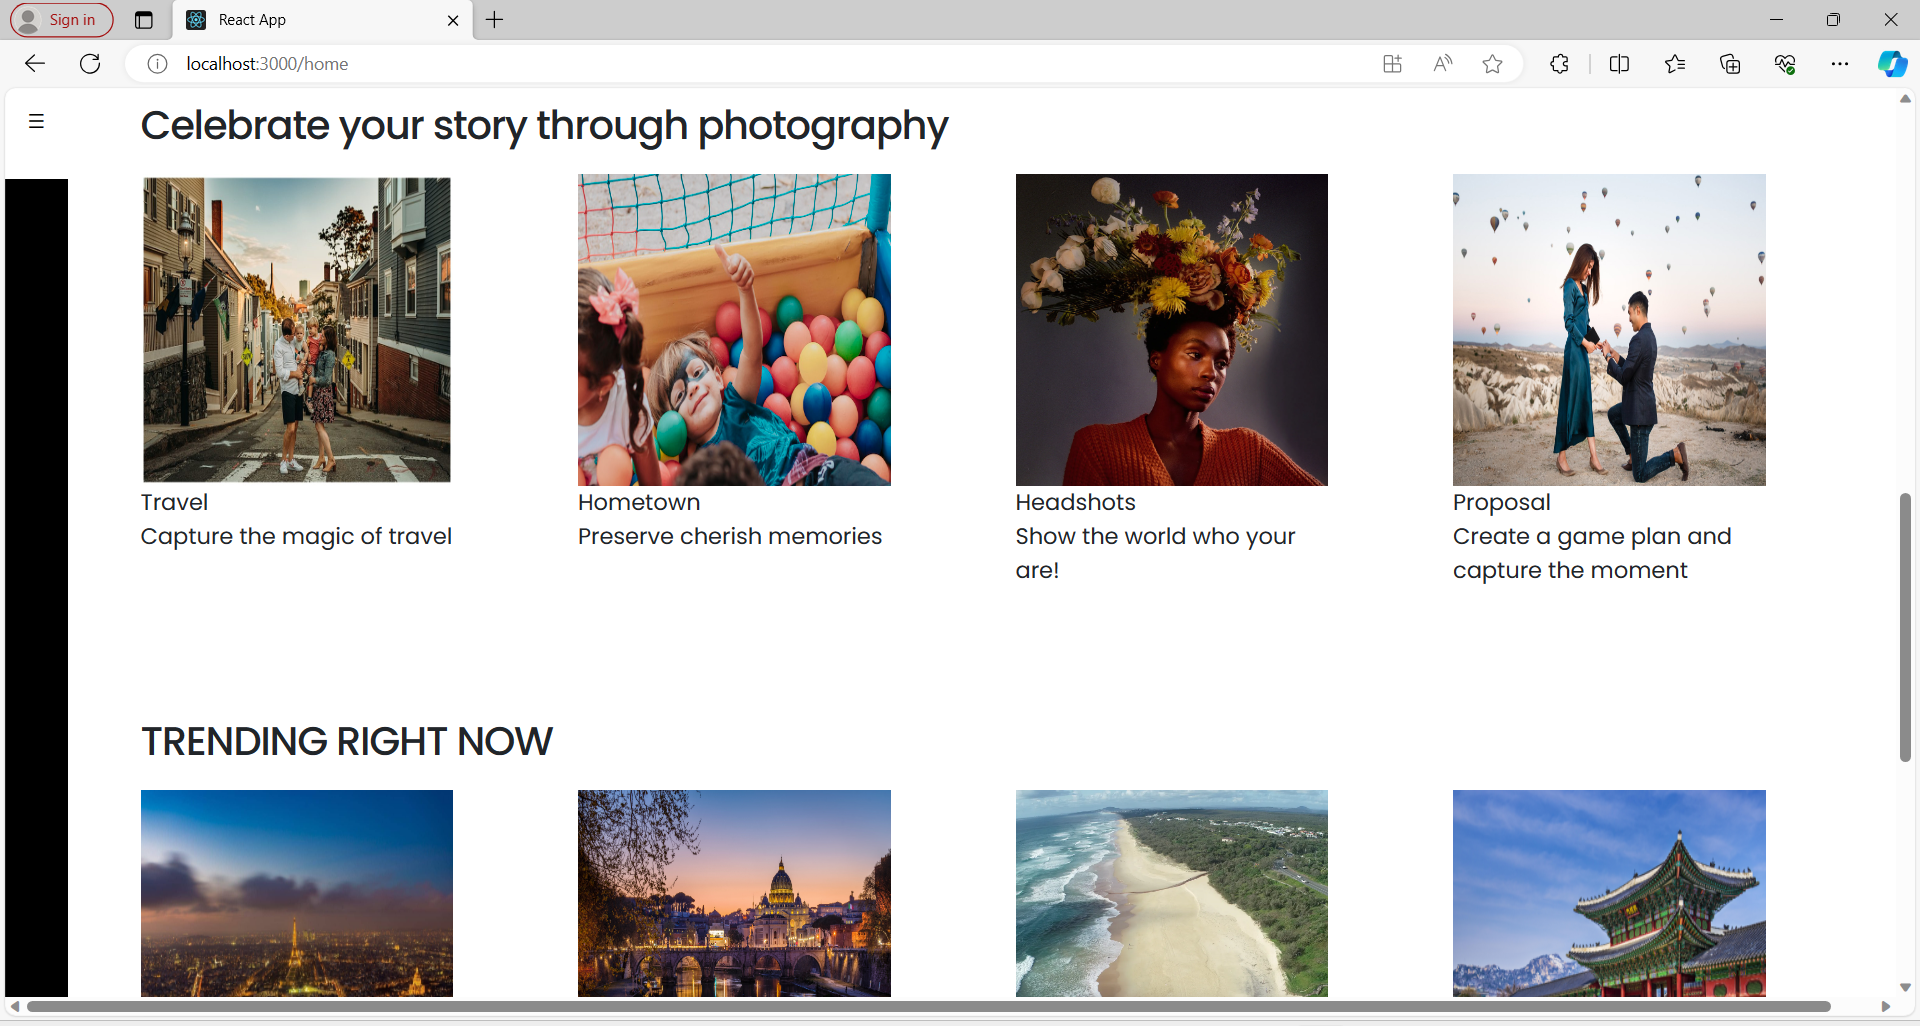 Sign in
React App
localhost:3000/home
Celebrate your story through photography
Travel
Capture the magic of travel
Hometown
Preserve cherish memories
Headshots
Show the world who your
are!
Proposal
Create a game plan and
capture the moment
TRENDING RIGHT NOW